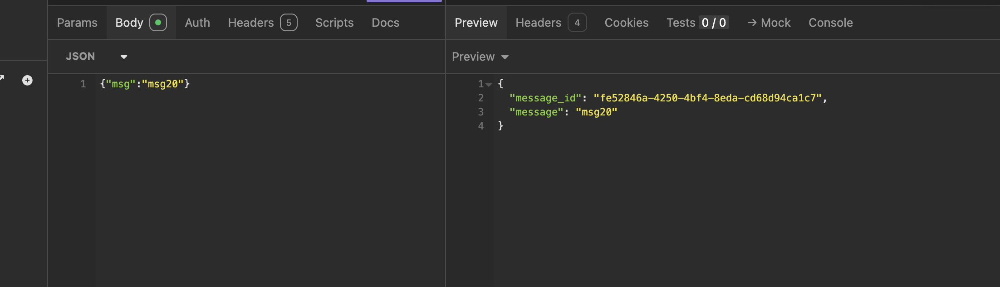 Params Body Auth Headers 5 Scripts Docs
Preview Headers 4 Cookies Tests 0 / 0 → Mock Console
JSON
Preview
1 {"msg":"msg20"}
1 {
2 "message_id": "fe52846a-4250-4bf4-8eda-cd68d94ca1c7",
3 "message": "msg20"
4 }